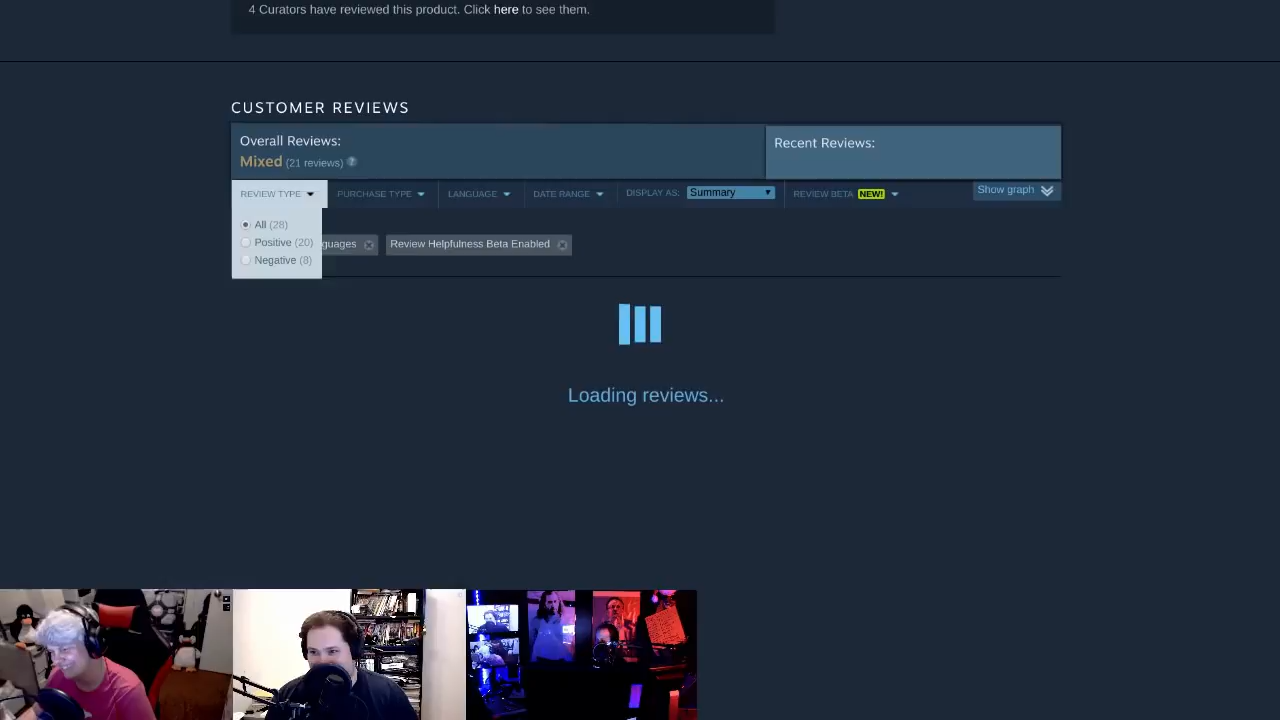 4 Curators have reviewed this product. Click here to see them.
CUSTOMER REVIEWS
Overall Reviews:
Mixed (21 reviews) ?
Recent Reviews:
REVIEW TYPE
PURCHASE TYPE
LANGUAGE
DATE RANGE
DISPLAY AS: Summary
REVIEW BETA NEW!
Show graph
All (28)
Positive (20)
Negative (8)
guages
Review Helpfulness Beta Enabled
Loading reviews...